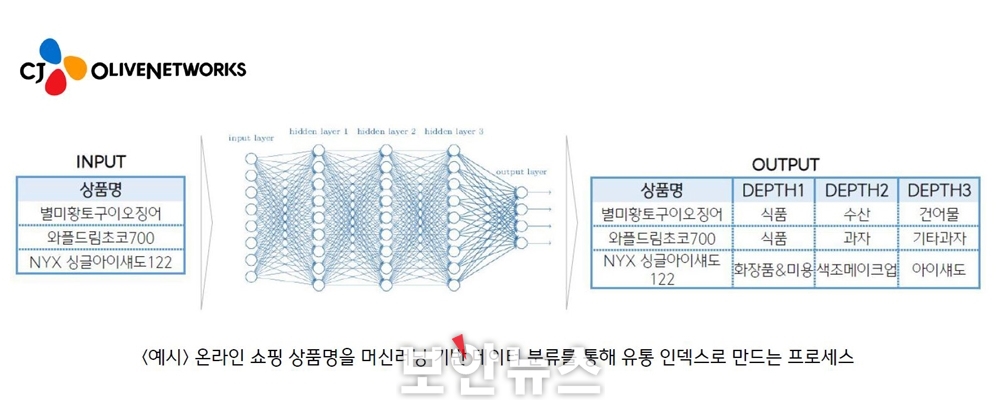 CJ OLIVENETWORKS
input layer
hidden layer 1 hidden layer 2 hidden layer 3
output layer
INPUT
상품명
별미황토구이오징어
와플드림초코700
NYX 싱글아이섀도122
OUTPUT
상품명 DEPTH1 DEPTH2 DEPTH3
별미황토구이오징어 식품 수산 건어물
와플드림초코700 식품 과자 기타과자
NYX 싱글아이섀도 122 화장품&미용 색조메이크업 아이섀도
<예시> 온라인 쇼핑 상품명을 머신러닝 기반 데이터 분류를 통해 유통 인덱스로 만드는 프로세스
보안뉴스